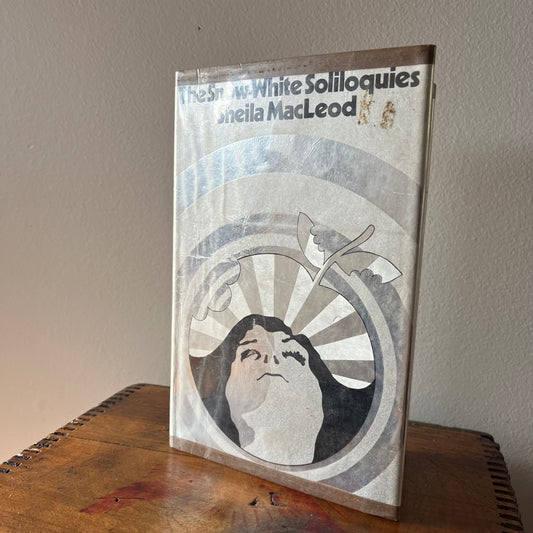 The Snow-White Soliloquies
Sheila MacLeod